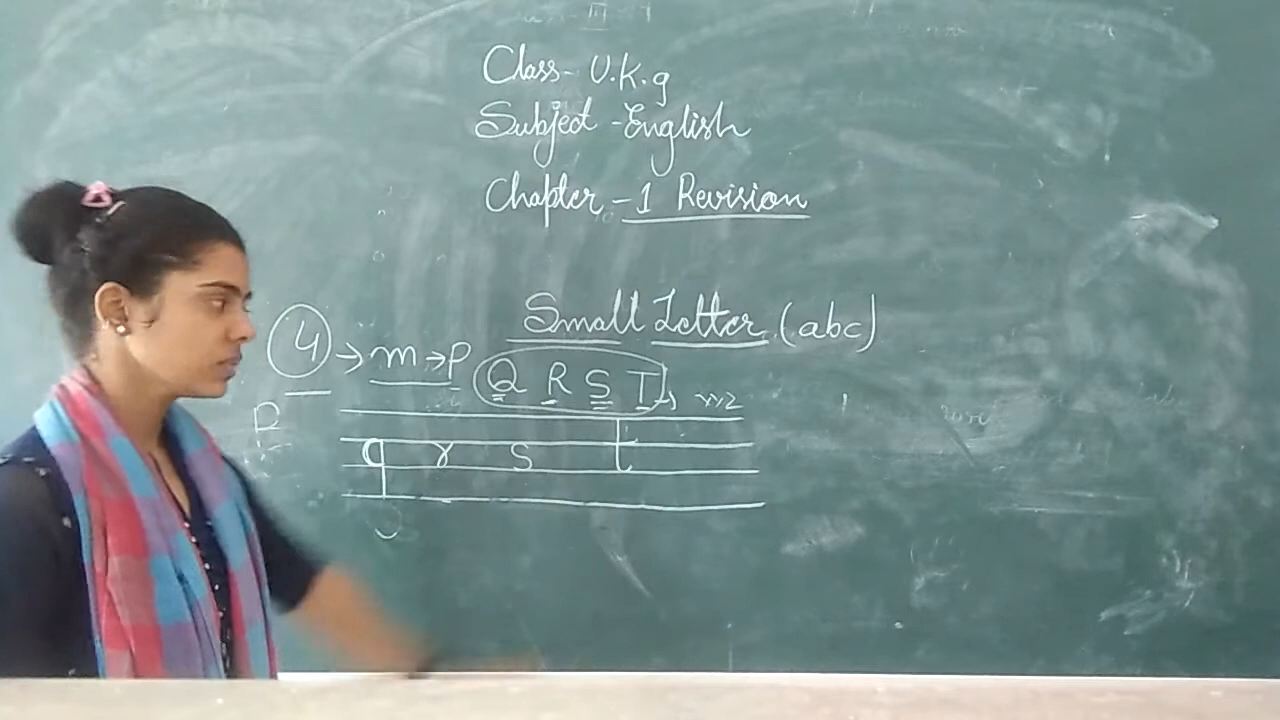 Class- U.K.g
Subject -English
Chapter -1 Revision
Small Letter (abc)
4 → m → P Q R S T
P
q r s t